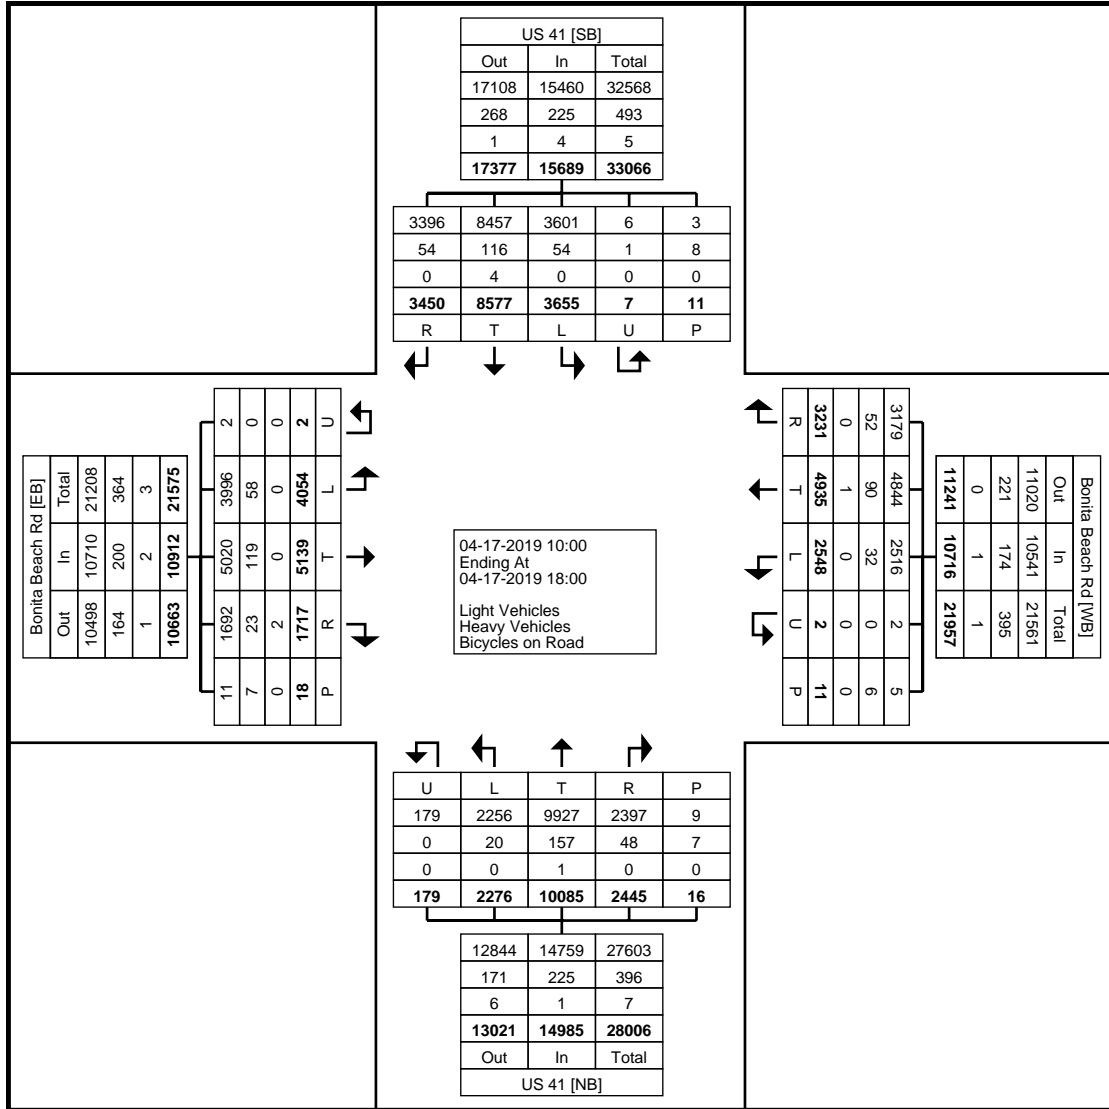 US 41 [SB]
Out In Total
17108 15460 32568
268 225 493
1 4 5
17377 15689 33066
3396 8457 3601 6 3
54 116 54 1 8
0 4 0 0 0
3450 8577 3655 7 11
R T L U P
Bonita Beach Rd [EB]
Total In Out
21208 10710 10498
364 200 164
3 2 1
21575 10912 10663
2 3996 5020 1692 11
0 58 119 23 7
0 0 0 2 0
2 4054 5139 1717 18
U L T R P
04-17-2019 10:00
Ending At
04-17-2019 18:00
Light Vehicles
Heavy Vehicles
Bicycles on Road
Bonita Beach Rd [WB]
Out In Total
11020 10541 21561
221 174 395
0 1 1
11241 10716 21957
3179 4844 2516 2 5
52 90 32 0 6
0 1 0 0 0
3231 4935 2548 2 11
R T L U P
U L T R P
179 2256 9927 2397 9
0 20 157 48 7
0 0 1 0 0
179 2276 10085 2445 16
12844 14759 27603
171 225 396
6 1 7
13021 14985 28006
Out In Total
US 41 [NB]